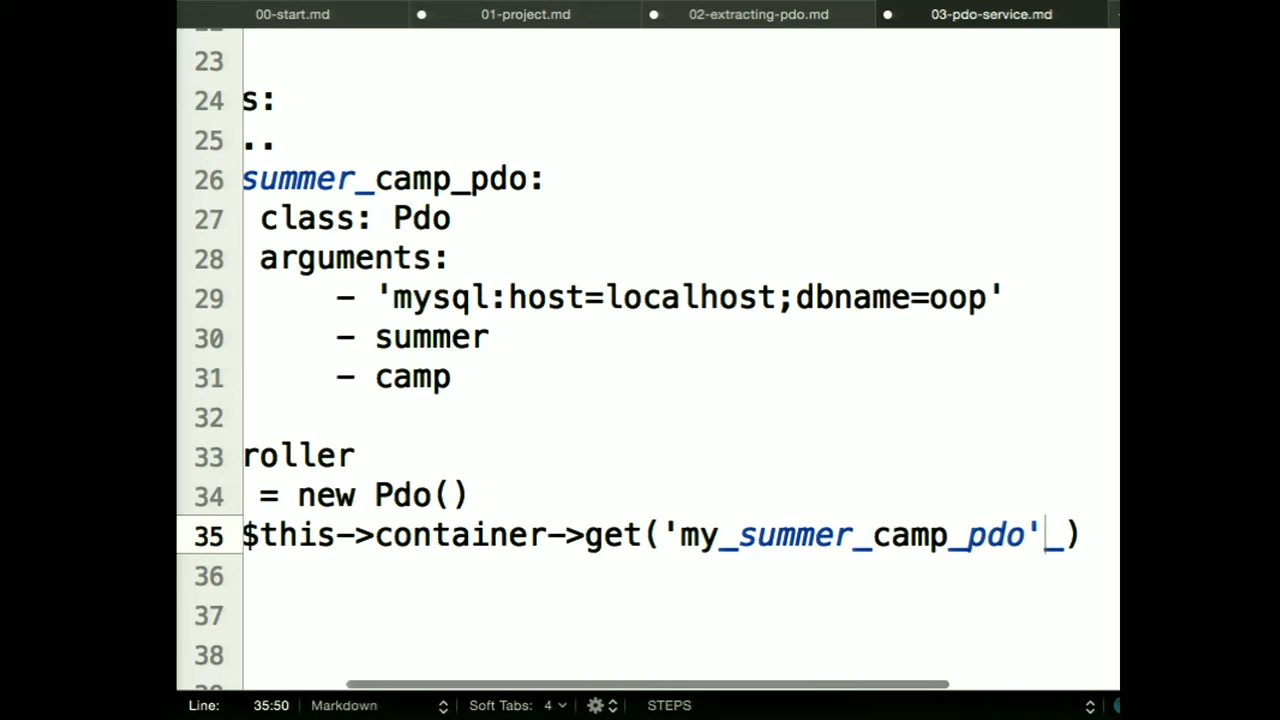 00-start.md 01-project.md 02-extracting-pdo.md 03-pdo-service.md
23
24 s:
25 ..
26 summer_camp_pdo:
27 class: Pdo
28 arguments:
29 - 'mysql:host=localhost;dbname=oop'
30 - summer
31 - camp
32
33 roller
34 = new Pdo()
35 $this->container->get('my_summer_camp_pdo'_)
36
37
38
Line: 35:50 Markdown Soft Tabs: 4 STEPS